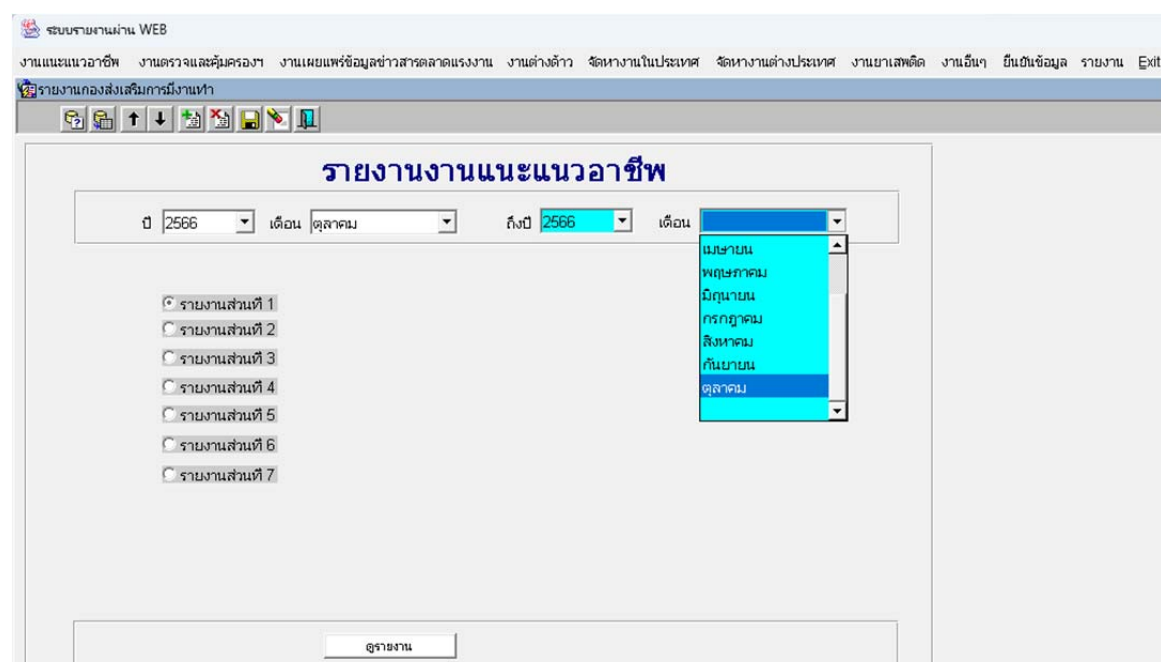 ระบบรายงานผ่าน WEB
งานแนะแนวอาชีพ งานตรวจและคุ้มครองฯ งานเผยแพร่ข้อมูลข่าวสารตลาดแรงงาน งานต่างด้าว จัดหางานในประเทศ จัดหางานต่างประเทศ งานยาเสพติด งานอื่นๆ ยืนยันข้อมูล รายงาน Exit
รายงานกองส่งเสริมการมีงานทำ
รายงานงานแนะแนวอาชีพ
ปี 2566 เดือน ตุลาคม ถึงปี 2566 เดือน
เมษายน
พฤษภาคม
มิถุนายน
กรกฎาคม
สิงหาคม
กันยายน
ตุลาคม
รายงานส่วนที่ 1
รายงานส่วนที่ 2
รายงานส่วนที่ 3
รายงานส่วนที่ 4
รายงานส่วนที่ 5
รายงานส่วนที่ 6
รายงานส่วนที่ 7
ดูรายงาน